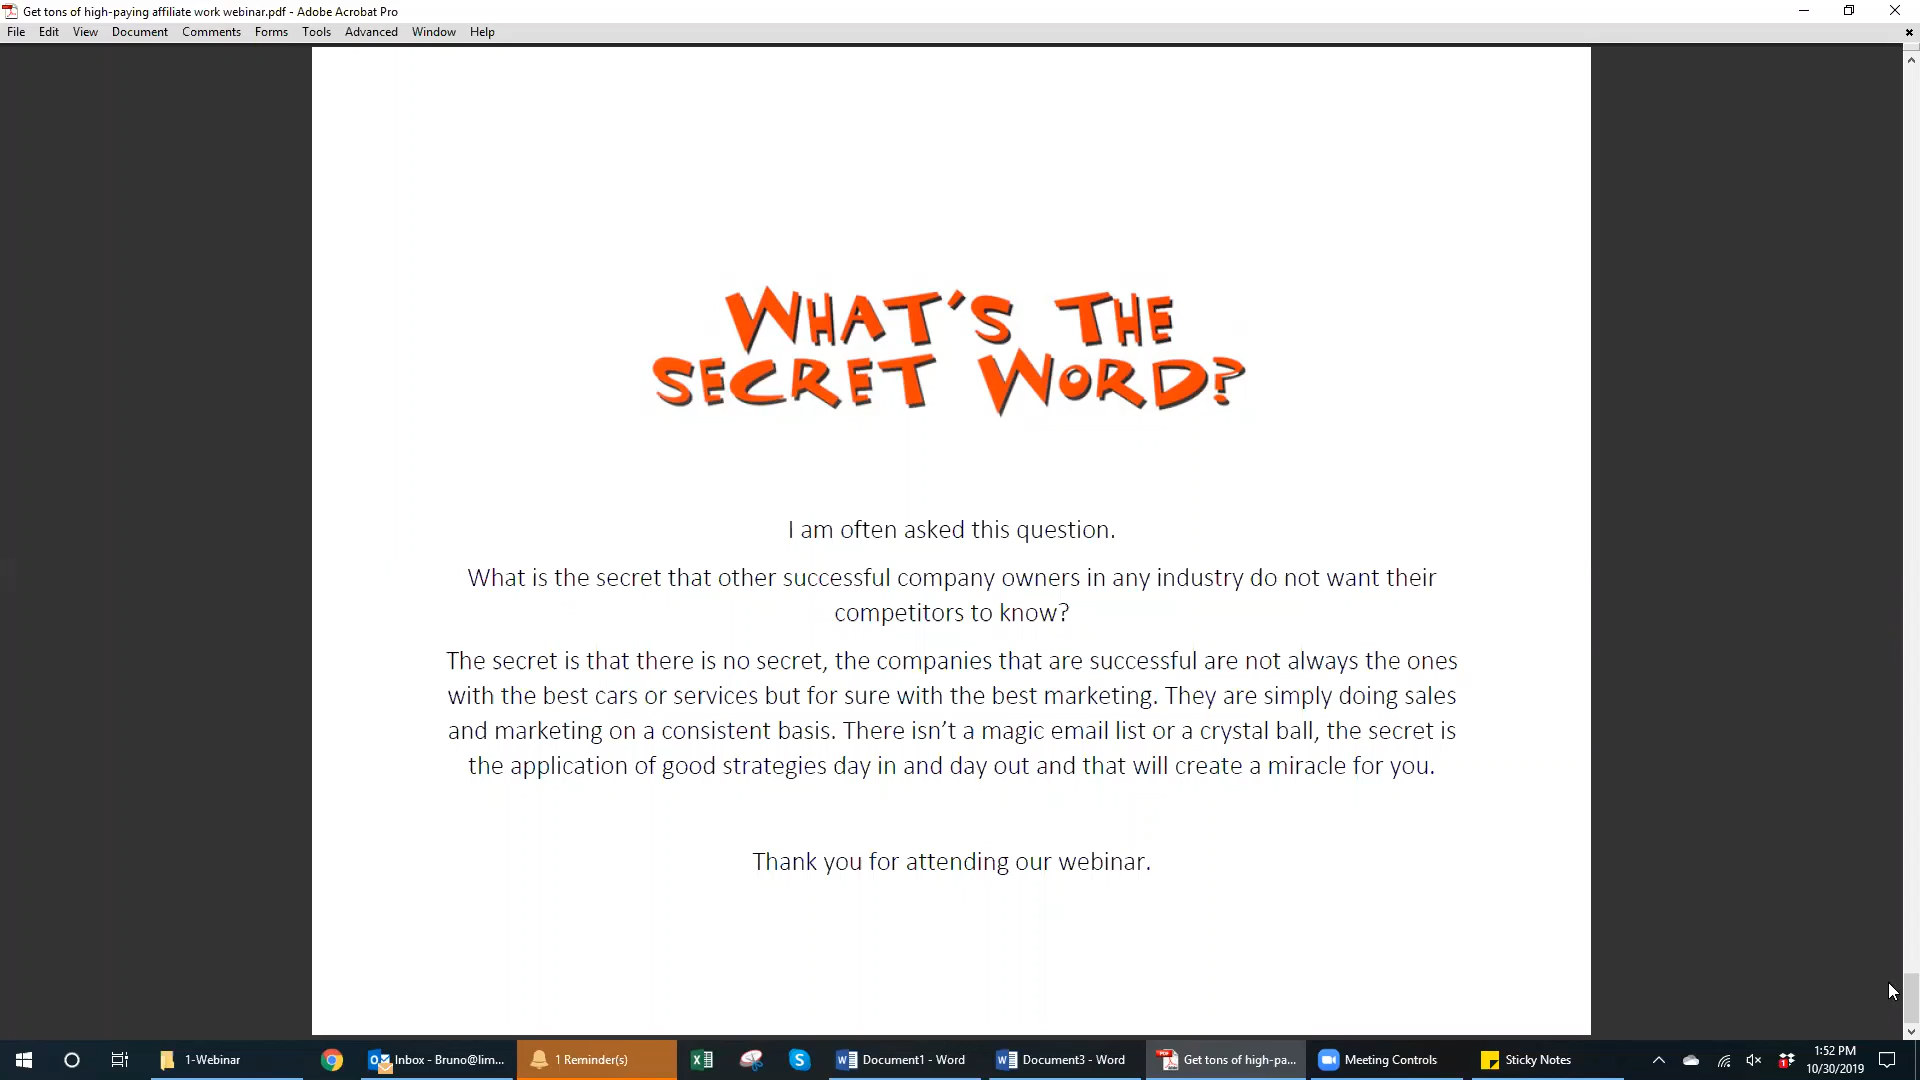 Get tons of high-paying affiliate work webinar.pdf - Adobe Acrobat Pro
File Edit View Document Comments Forms Tools Advanced Window Help
WHAT'S THE
SECRET WORD?
I am often asked this question.
What is the secret that other successful company owners in any industry do not want their
competitors to know?
The secret is that there is no secret, the companies that are successful are not always the ones
with the best cars or services but for sure with the best marketing. They are simply doing sales
and marketing on a consistent basis. There isn’t a magic email list or a crystal ball, the secret is
the application of good strategies day in and day out and that will create a miracle for you.
Thank you for attending our webinar.
1-Webinar Inbox - Bruno@lim... 1 Reminder(s) Document1 - Word Document3 - Word Get tons of high-pa... Meeting Controls Sticky Notes 1:52 PM
10/30/2019